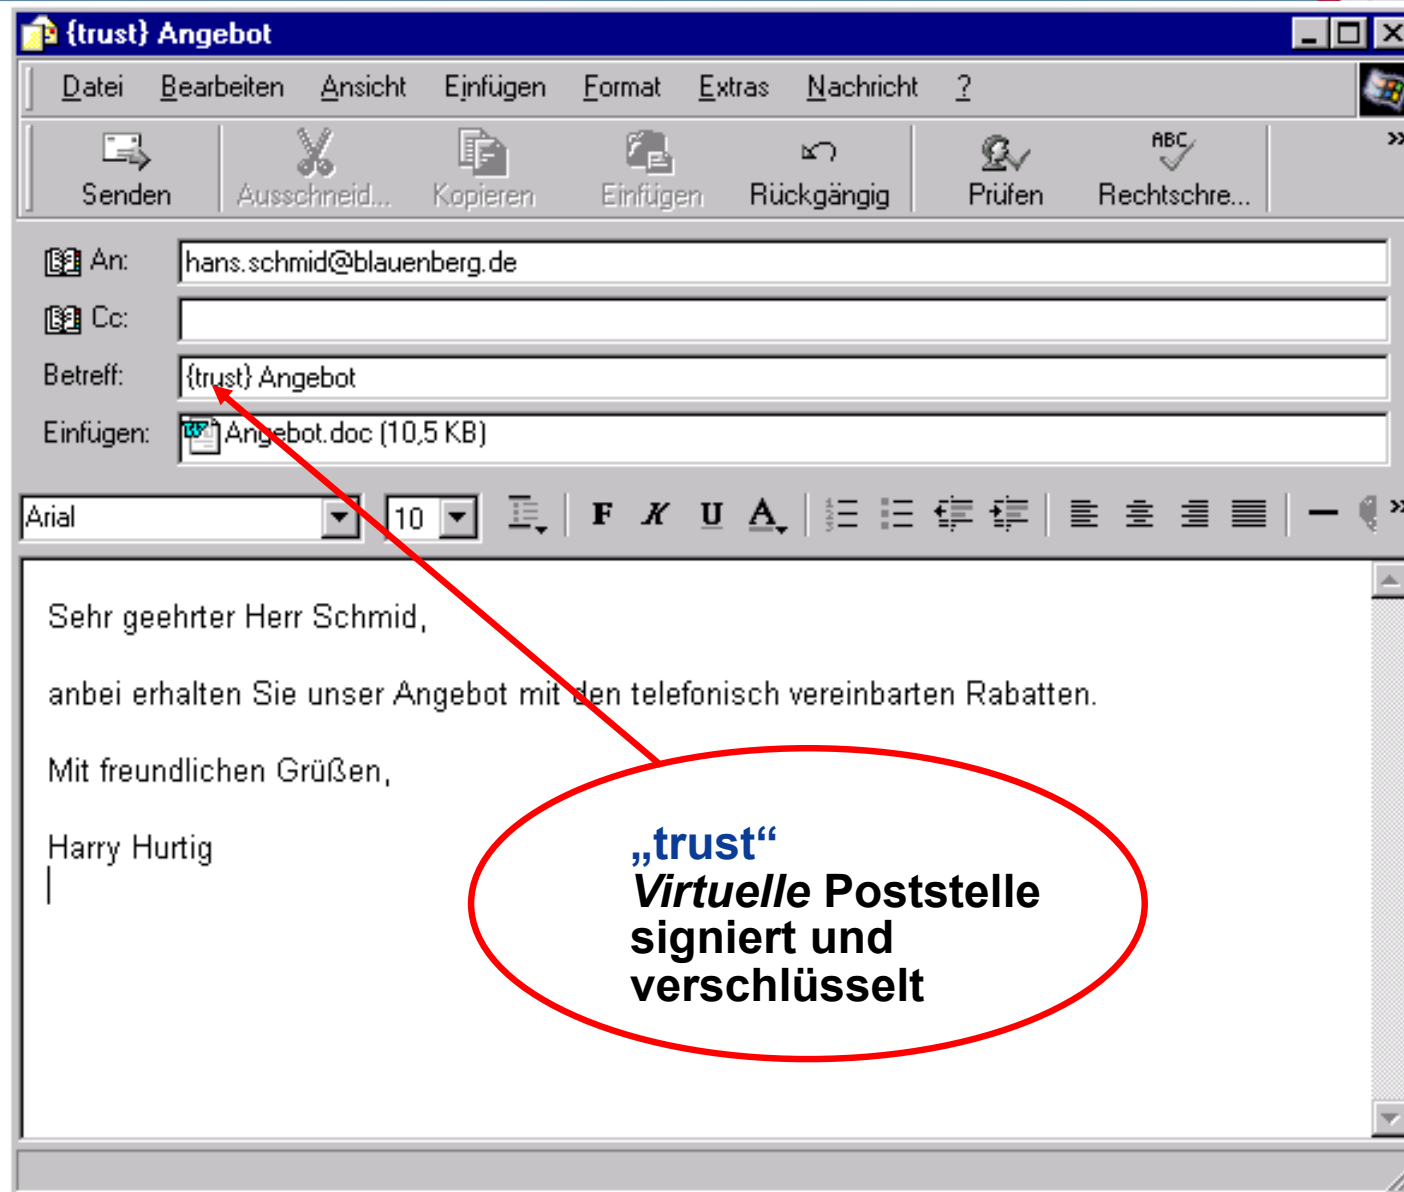 {trust} Angebot
Datei Bearbeiten Ansicht Einfügen Format Extras Nachricht ?
Senden Ausschneid... Kopieren Einfügen Rückgängig Prüfen ABC Rechtschre... »
An: hans.schmid@blauenberg.de
Cc:
Betreff: {trust} Angebot
Einfügen: Angebot.doc (10,5 KB)
Arial 10 F K U A »
Sehr geehrter Herr Schmid,
anbei erhalten Sie unser Angebot mit den telefonisch vereinbarten Rabatten.
Mit freundlichen Grüßen,
Harry Hurtig
„trust“
Virtuelle Poststelle
signiert und
verschlüsselt